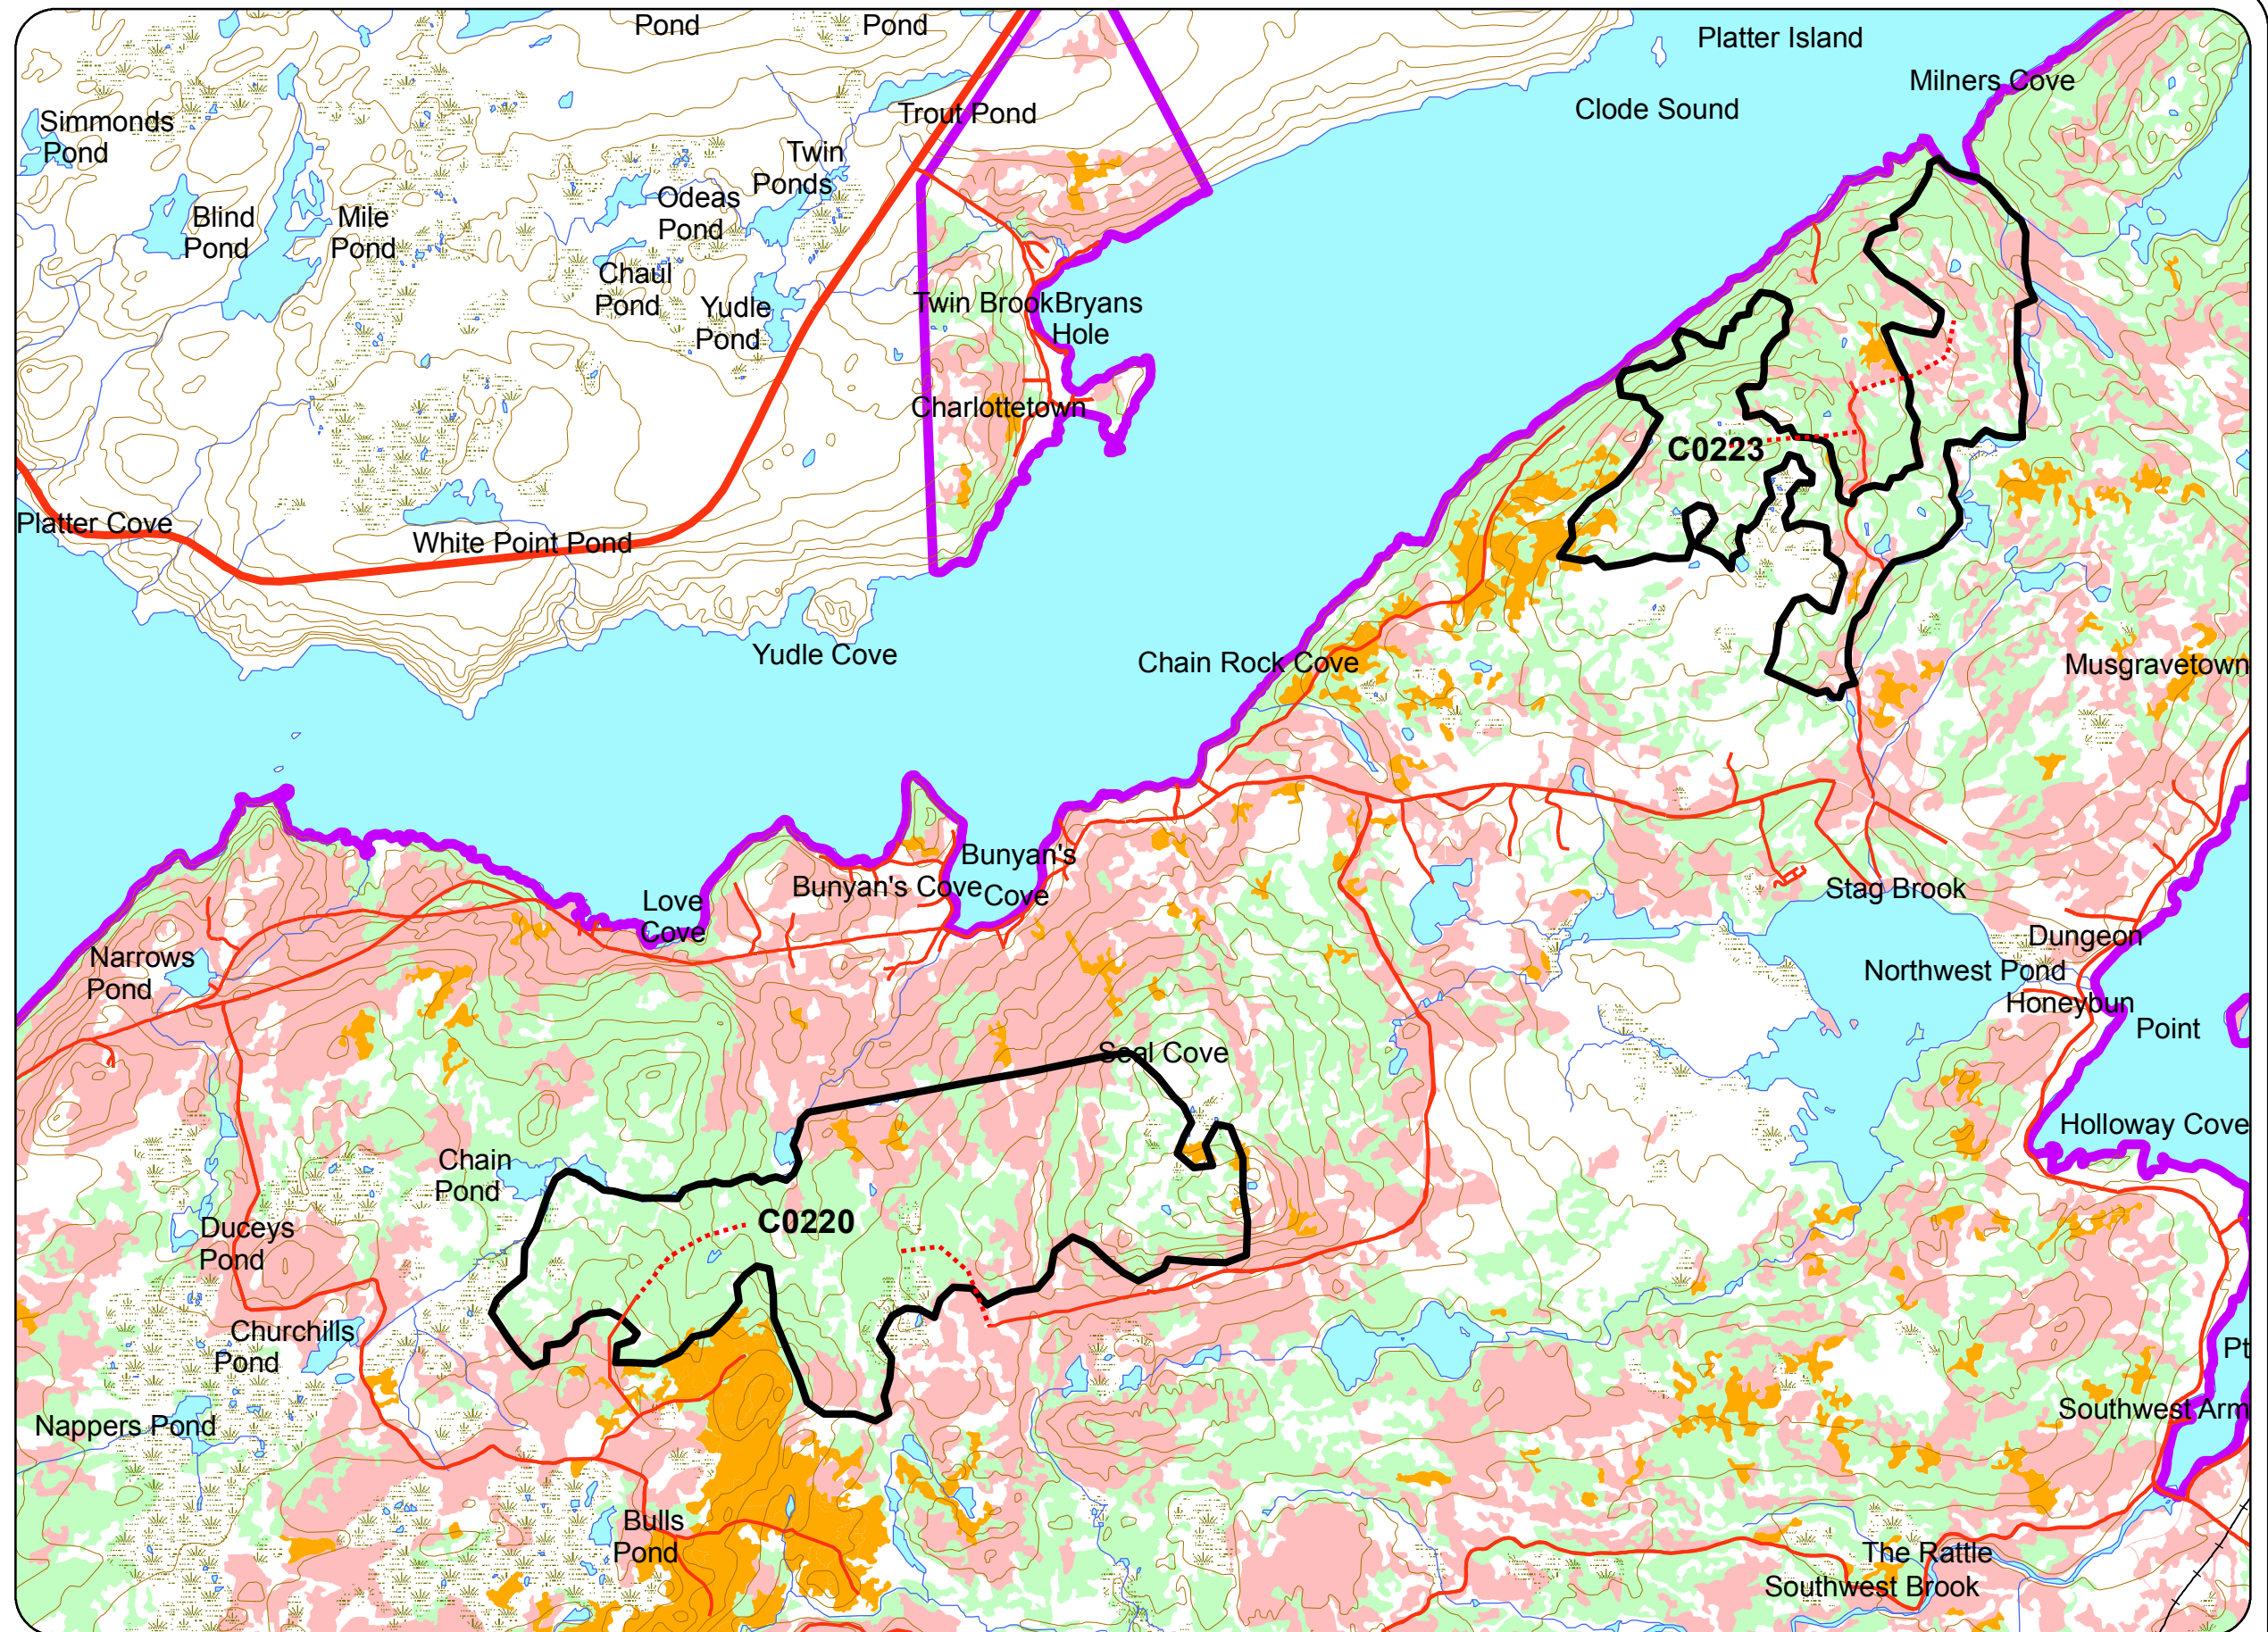 Pond
Pond
Platter Island
Milners Cove
Clode Sound
Trout Pond
Simmonds
Pond
Twin
Ponds
Odeas
Pond
Blind
Pond
Mile
Pond
Chaul
Pond
Yudle
Pond
Twin Brook
Bryans
Hole
Charlottetown
C0223
Platter Cove
White Point Pond
Yudle Cove
Chain Rock Cove
Musgravetown
Bunyan's
Cove
Bunyan's Cove
Love
Cove
Stag Brook
Narrows
Pond
Dungeon
Northwest Pond
Honeybun
Point
Seal Cove
Holloway Cove
Chain
Pond
C0220
Duceys
Pond
Churchills
Pond
Pt
Nappers Pond
Southwest Arm
Bulls
Pond
The Rattle
Southwest Brook